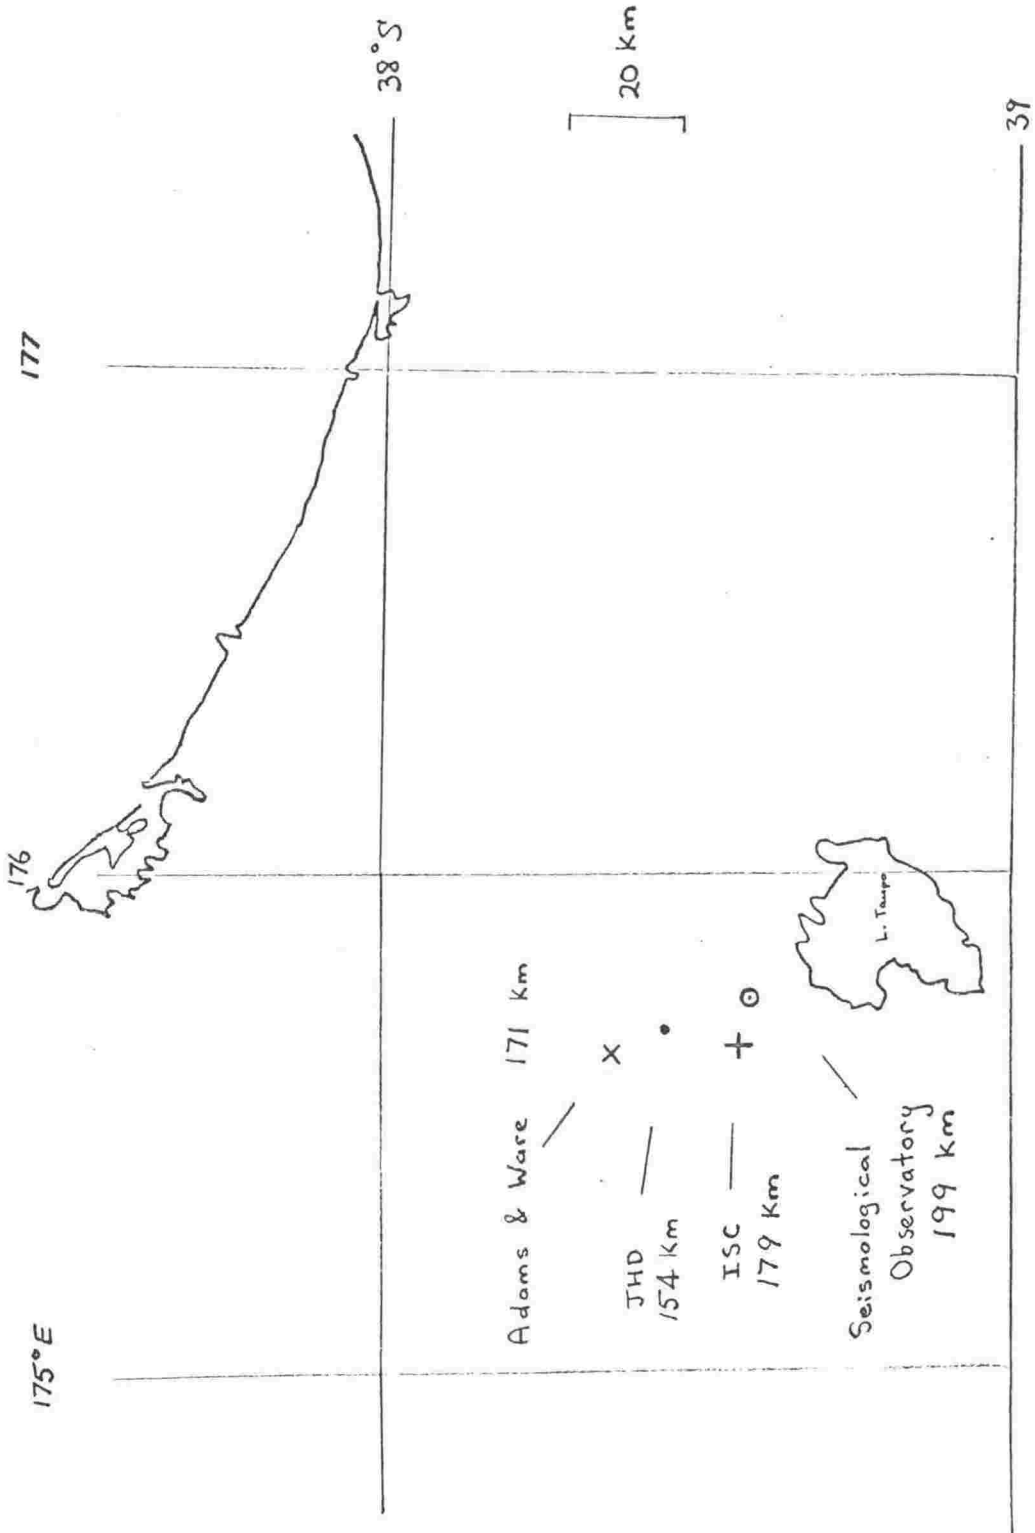 175°E
176
177
38°S
Adams & Ware 171 Km
20 Km
JHD
154 Km
ISC
179 Km
L. Taupo
Seismological
Observatory
199 Km
39